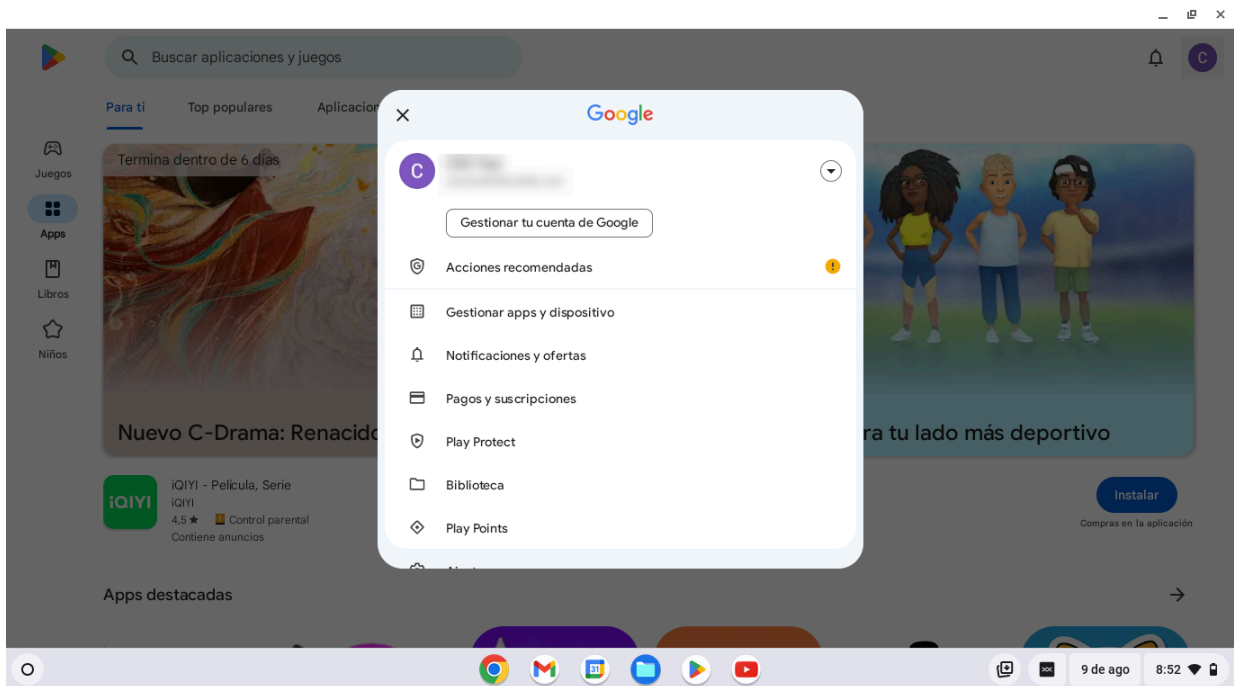 Buscar aplicaciones y juegos
C
Para ti
Top populares
Aplicacion
Google
Juegos
Apps
Libros
Niños
Termina dentro de 6 días
C
Gestionar tu cuenta de Google
Acciones recomendadas
Gestionar apps y dispositivo
Notificaciones y ofertas
Pagos y suscripciones
Play Protect
Biblioteca
Play Points
Nuevo C-Drama: Renacido
ra tu lado más deportivo
iQIYI
iQIYI - Película, Serie
iQIYI
4,5★ Control parental
Contiene anuncios
Instalar
Compras en la aplicación
Apps destacadas
31
9 de ago
8:52